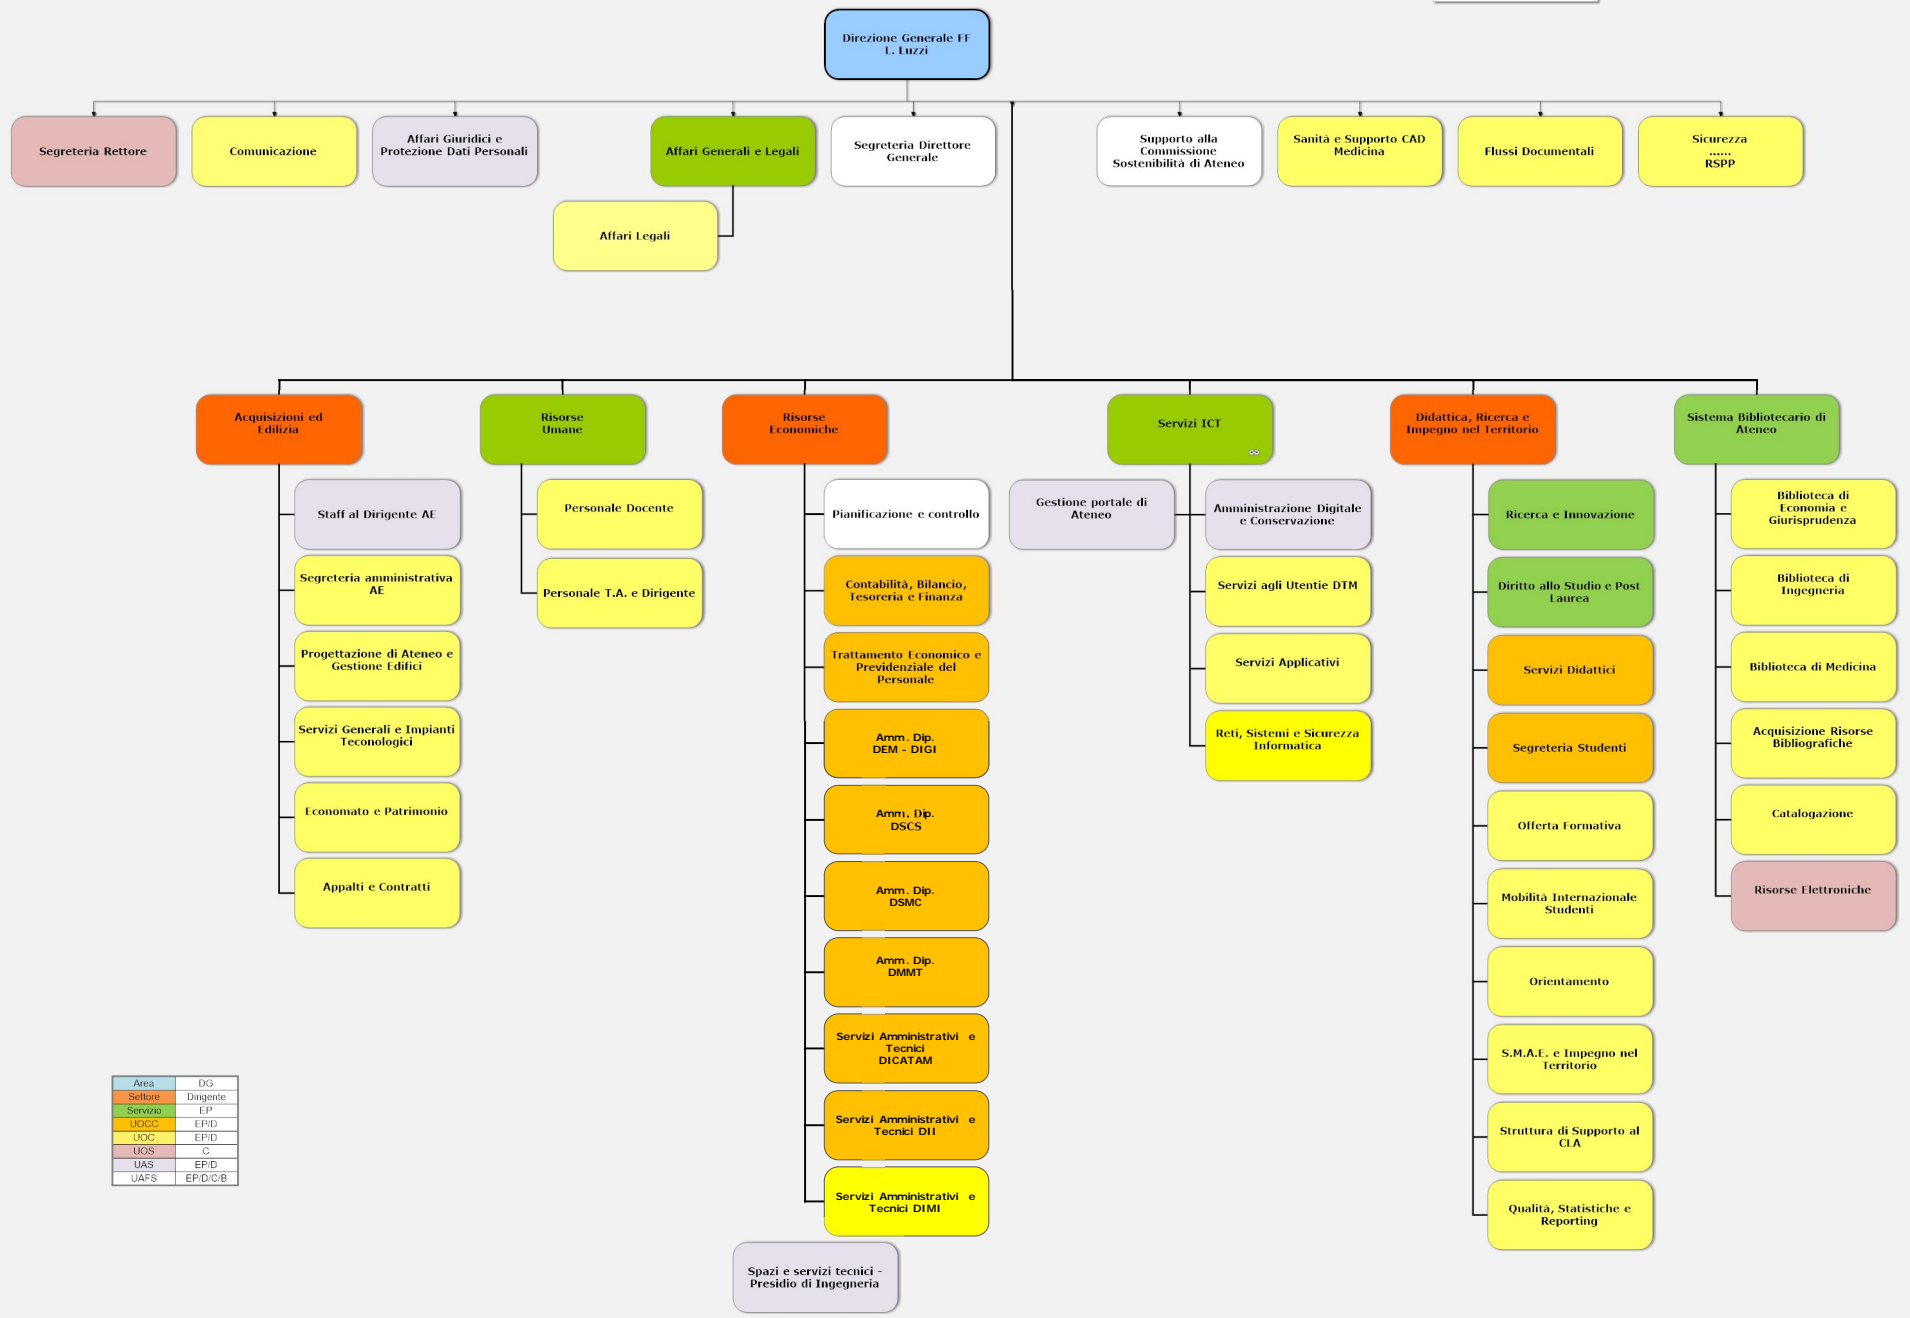 Direzione Generale FF
L. Luzzi
Segreteria Rettore
Comunicazione
Affari Giuridici e
Protezione Dati Personali
Affari Generali e Legali
Segreteria Direttore
Generale
Supporto alla
Commissione
Sostenibilità di Ateneo
Sanità e Supporto CAD
Medicina
Flussi Documentali
Sicurezza
......
RSPP
Affari Legali
Acquisizioni ed
Edilizia
Risorse
Umane
Risorse
Economiche
Servizi ICT
Didattica, Ricerca e
Impegno nel Territorio
Sistema Bibliotecario di
Ateneo
Staff al Dirigente AE
Segreteria amministrativa
AE
Progettazione di Ateneo e
Gestione Edifici
Servizi Generali e Impianti
Teconologici
Economato e Patrimonio
Appalti e Contratti
Personale Docente
Personale T.A. e Dirigente
Pianificazione e controllo
Contabilità, Bilancio,
Tesoreria e Finanza
Trattamento Economico e
Previdenziale del
Personale
Amm. Dip.
DEM - DIGI
Amm. Dip.
DSCS
Amm. Dip.
DSMC
Amm. Dip.
DMMT
Servizi Amministrativi e
Tecnici
DICATAM
Servizi Amministrativi e
Tecnici DII
Servizi Amministrativi e
Tecnici DIMI
Spazi e servizi tecnici -
Presidio di Ingegneria
Gestione portale di
Ateneo
Amministrazione Digitale
e Conservazione
Servizi agli Utentie DTM
Servizi Applicativi
Reti, Sistemi e Sicurezza
Informatica
Ricerca e Innovazione
Diritto allo Studio e Post
Laurea
Servizi Didattici
Segreteria Studenti
Offerta Formativa
Mobilità Internazionale
Studenti
Orientamento
S.M.A.E. e Impegno nel
Territorio
Struttura di Supporto al
CLA
Qualità, Statistiche e
Reporting
Biblioteca di
Economia e
Giurisprudenza
Biblioteca di
Ingegneria
Biblioteca di Medicina
Acquisizione Risorse
Bibliografiche
Catalogazione
Risorse Elettroniche
Area DG
Settore Dirigente
Servizio EP
UOCC EP/D
UOC EP/D
UOS C
UAS EP/D
UAFS EP/D/C/B